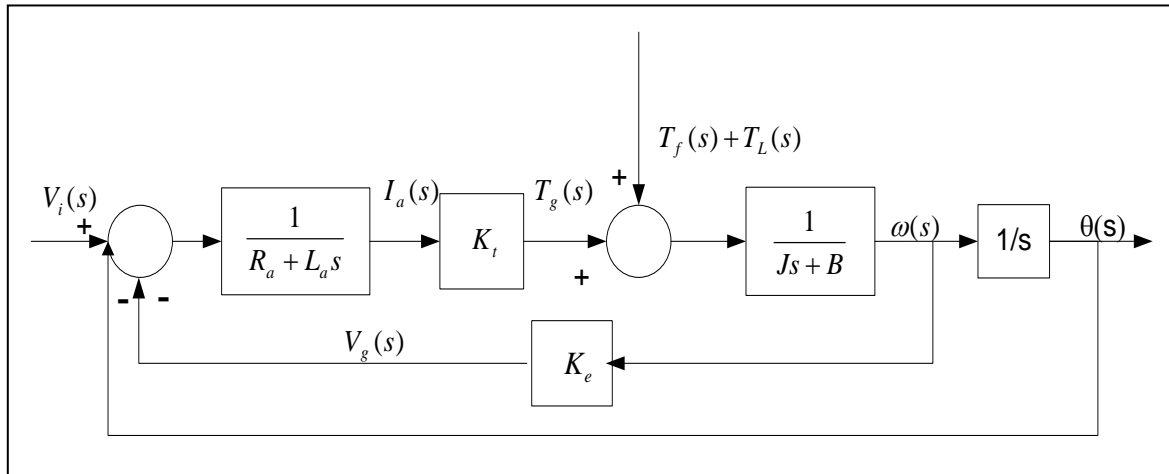 T_f(s)+T_L(s)
+
V_i(s)
+
1/(R_a + L_a s)
I_a(s)
K_t
T_g(s)
+
1/(Js + B)
ω(s)
1/s
θ(s)
- -
V_g(s)
K_e